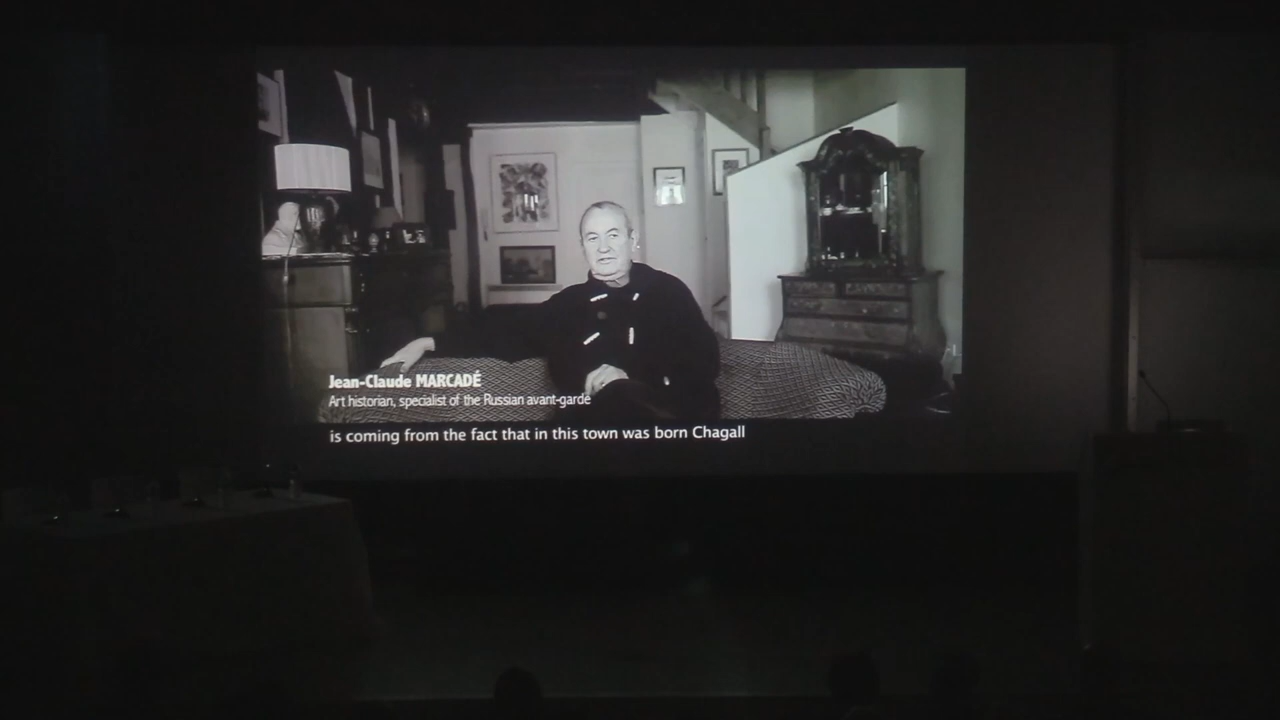 Jean-Claude MARCADÉ
Art historian, specialist of the Russian avant-garde
is coming from the fact that in this town was born Chagall